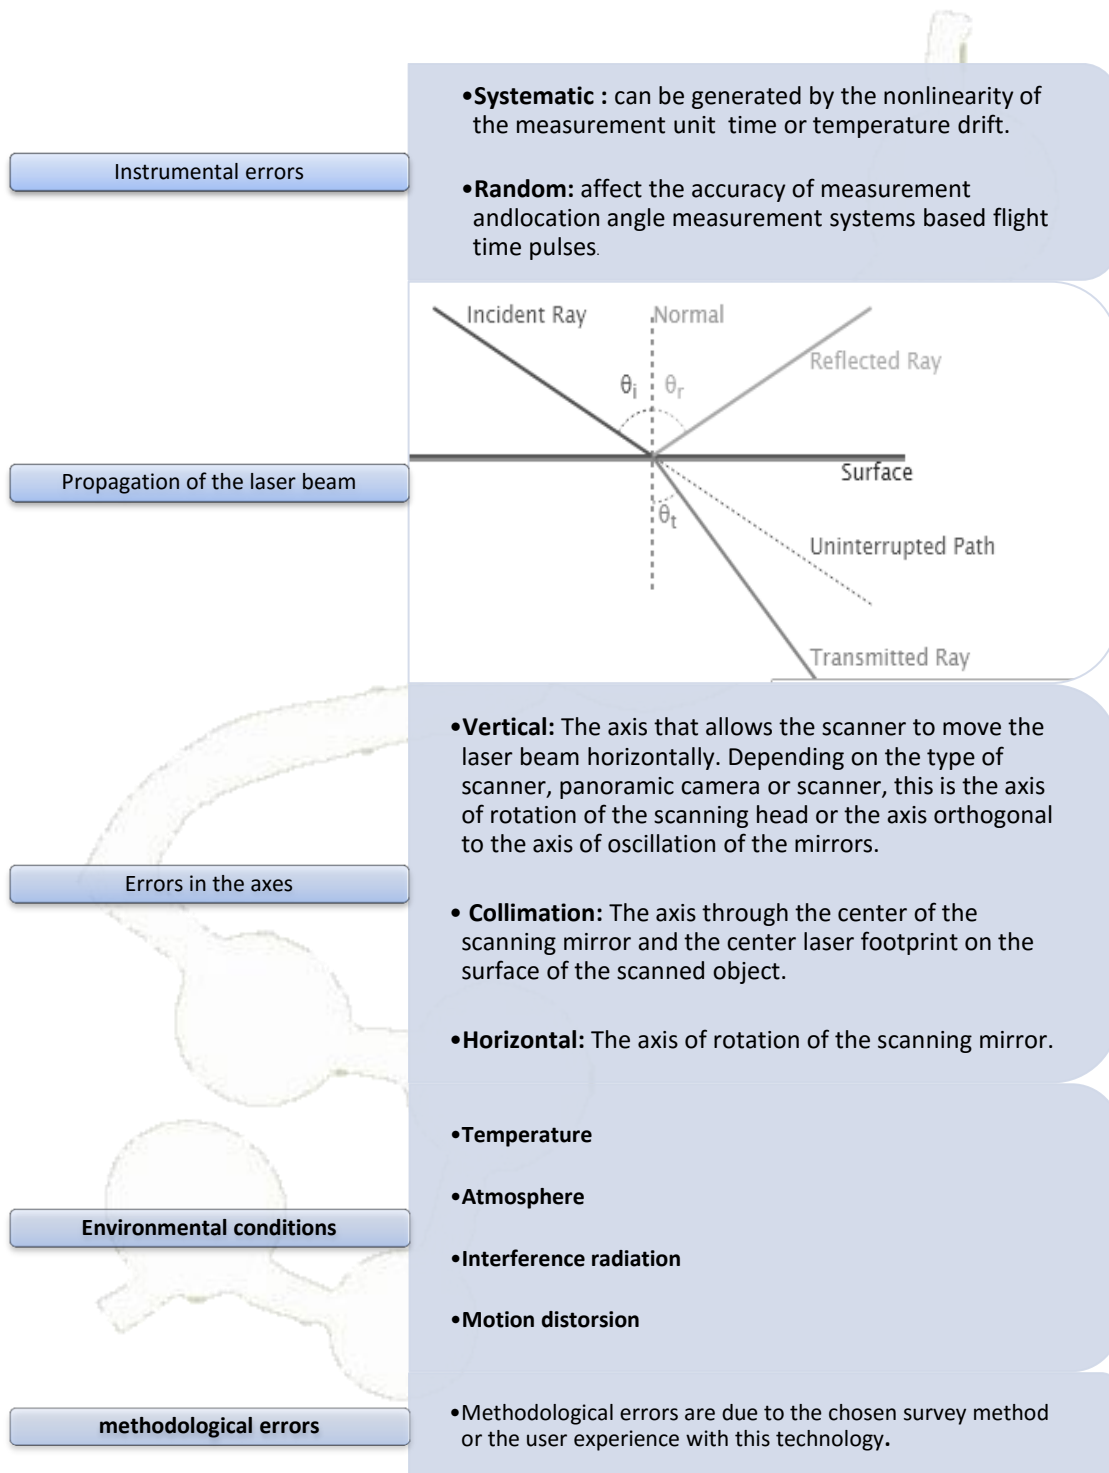 Instrumental errors
•Systematic : can be generated by the nonlinearity of
the measurement unit time or temperature drift.
•Random: affect the accuracy of measurement
andlocation angle measurement systems based flight
time pulses.
Propagation of the laser beam
Incident Ray
Normal
Reflected Ray
θi
θr
Surface
θt
Uninterrupted Path
Transmitted Ray
Errors in the axes
•Vertical: The axis that allows the scanner to move the
laser beam horizontally. Depending on the type of
scanner, panoramic camera or scanner, this is the axis
of rotation of the scanning head or the axis orthogonal
to the axis of oscillation of the mirrors.
• Collimation: The axis through the center of the
scanning mirror and the center laser footprint on the
surface of the scanned object.
•Horizontal: The axis of rotation of the scanning mirror.
Environmental conditions
•Temperature
•Atmosphere
•Interference radiation
•Motion distorsion
methodological errors
•Methodological errors are due to the chosen survey method
or the user experience with this technology.